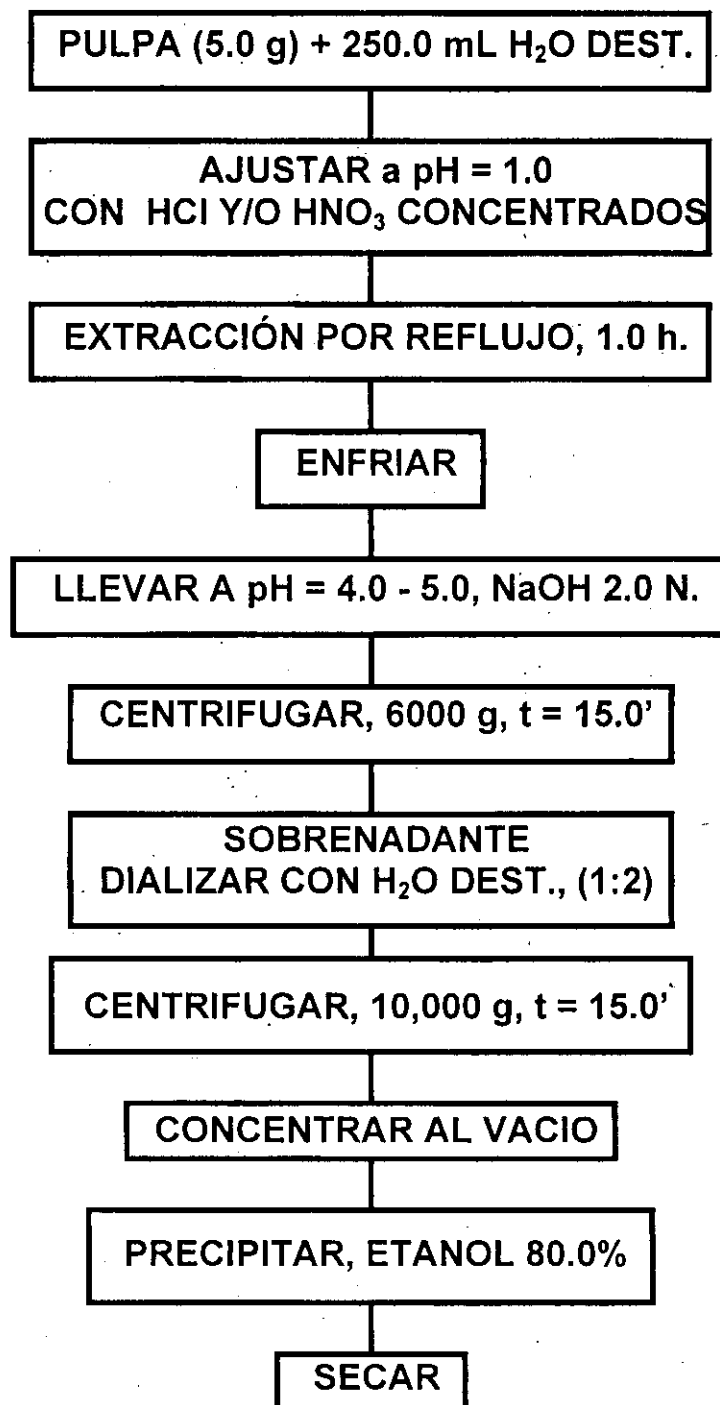 PULPA (5.0 g) + 250.0 mL H₂O DEST.
AJUSTAR a pH = 1.0
CON HCl Y/O HNO₃ CONCENTRADOS
EXTRACCIÓN POR REFLUJO, 1.0 h.
ENFRIAR
LLEVAR A pH = 4.0 - 5.0, NaOH 2.0 N.
CENTRIFUGAR, 6000 g, t = 15.0'
SOBRENADANTE
DIALIZAR CON H₂O DEST., (1:2)
CENTRIFUGAR, 10,000 g, t = 15.0'
CONCENTRAR AL VACIO
PRECIPITAR, ETANOL 80.0%
SECAR